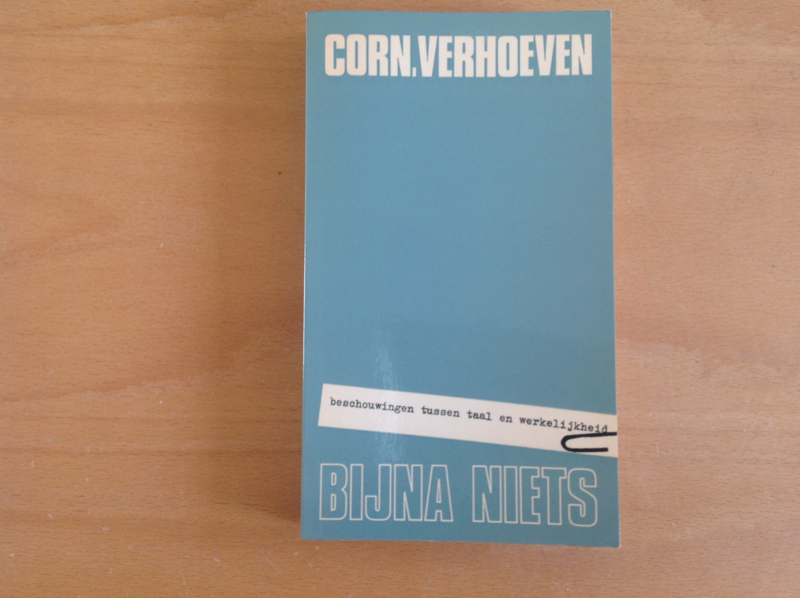 CORN. VERHOEVEN
beschouwingen tussen taal en werkelijkheid
BIJNA NIETS